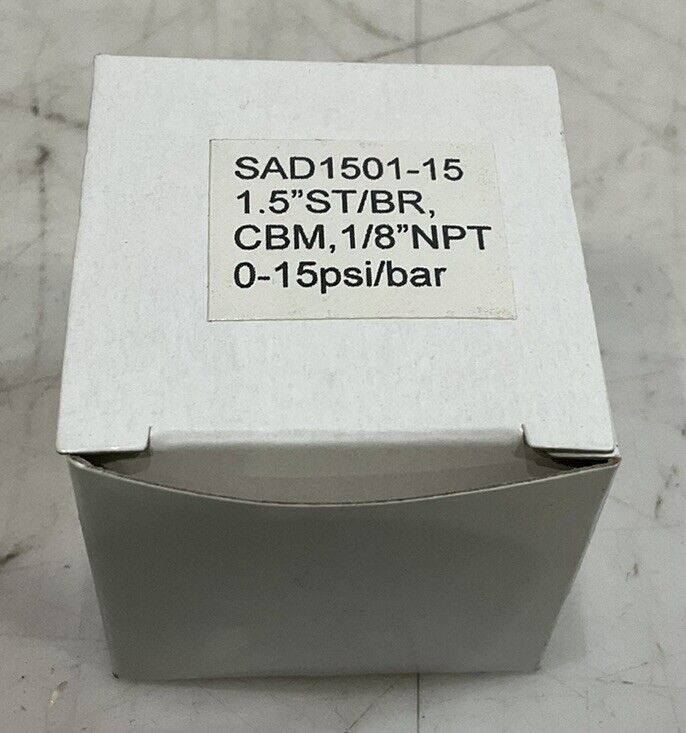 SAD1501-15
1.5”ST/BR,
CBM,1/8”NPT
0-15psi/bar